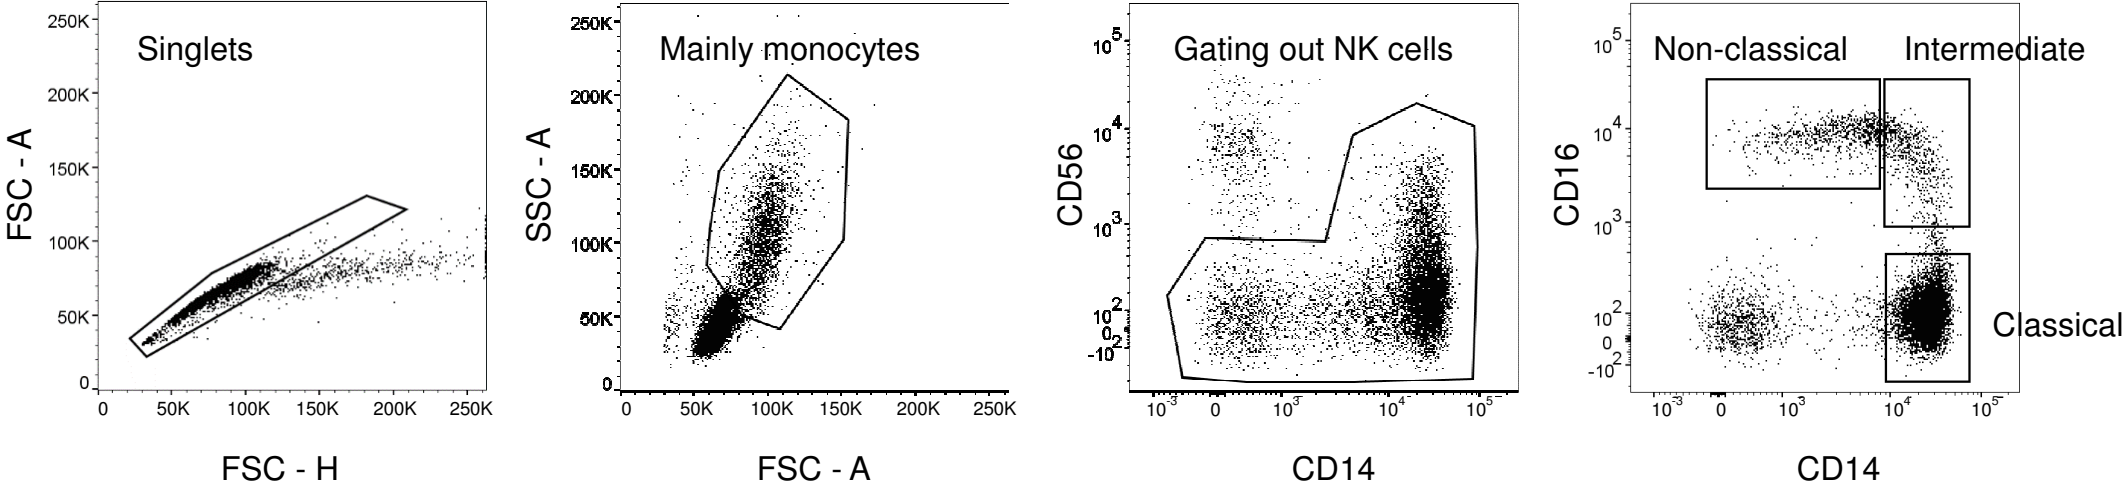 Singlets
FSC - A
250K
200K
150K
100K
50K
0
0 50K 100K 150K 200K 250K
FSC - H
Mainly monocytes
SSC - A
250K
200K
150K
100K
50K
0
0 50K 100K 150K 200K 250K
FSC - A
Gating out NK cells
CD56
10^5
10^4
10^3
10^2
0
-10^2
10^-3 0 10^3 10^4 10^5
CD14
Non-classical Intermediate
CD16
10^5
10^4
10^3
10^2
0
-10^2
Classical
10^-3 0 10^3 10^4 10^5
CD14